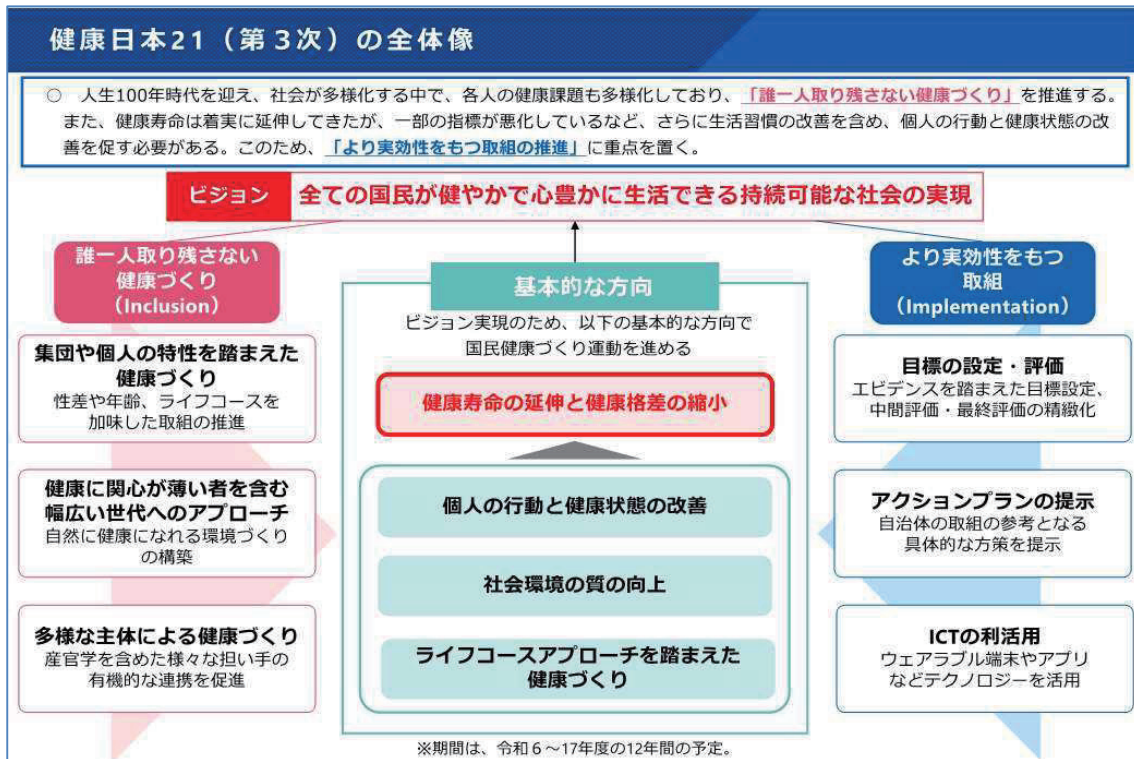 健康日本21（第３次）の全体像
○　人生100年時代を迎え、社会が多様化する中で、各人の健康課題も多様化しており、「誰一人取り残さない健康づくり」を推進する。
また、健康寿命は着実に延伸してきたが、一部の指標が悪化しているなど、さらに生活習慣の改善を含め、個人の行動と健康状態の改
善を促す必要がある。このため、「より実効性をもつ取組の推進」に重点を置く。
ビジョン　全ての国民が健やかで心豊かに生活できる持続可能な社会の実現
誰一人取り残さない
健康づくり
（Inclusion）
集団や個人の特性を踏まえた
健康づくり
性差や年齢、ライフコースを
加味した取組の推進
健康に関心が薄い者を含む
幅広い世代へのアプローチ
自然に健康になれる環境づくり
の構築
多様な主体による健康づくり
産官学を含めた様々な担い手の
有機的な連携を促進
基本的な方向
ビジョン実現のため、以下の基本的な方向で
国民健康づくり運動を進める
健康寿命の延伸と健康格差の縮小
個人の行動と健康状態の改善
社会環境の質の向上
ライフコースアプローチを踏まえた
健康づくり
より実効性をもつ
取組
（Implementation）
目標の設定・評価
エビデンスを踏まえた目標設定、
中間評価・最終評価の精緻化
アクションプランの提示
自治体の取組の参考となる
具体的な方策を提示
ICTの利活用
ウェアラブル端末やアプリ
などテクノロジーを活用
※期間は、令和６～17年度の12年間の予定。